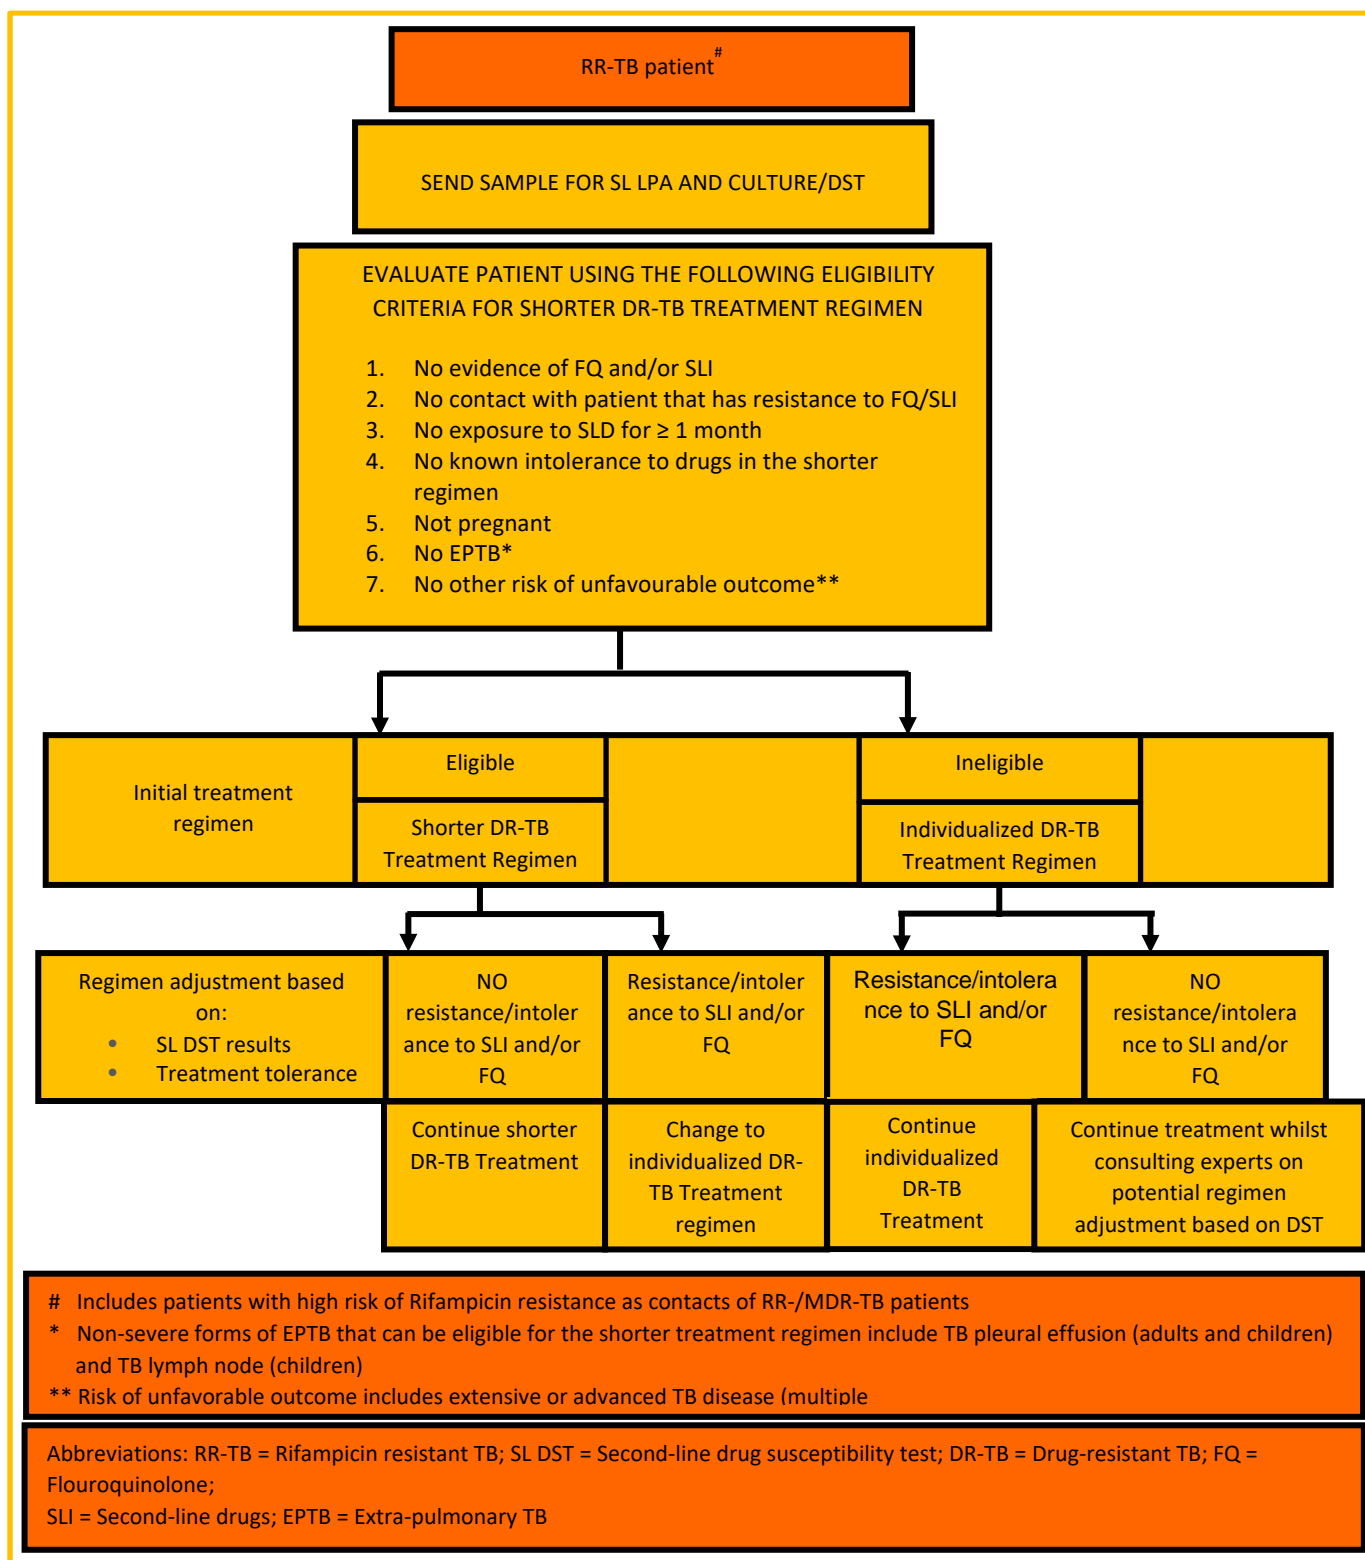 RR-TB patient#
SEND SAMPLE FOR SL LPA AND CULTURE/DST
EVALUATE PATIENT USING THE FOLLOWING ELIGIBILITY
CRITERIA FOR SHORTER DR-TB TREATMENT REGIMEN
1. No evidence of FQ and/or SLI
2. No contact with patient that has resistance to FQ/SLI
3. No exposure to SLD for ≥ 1 month
4. No known intolerance to drugs in the shorter
regimen
5. Not pregnant
6. No EPTB*
7. No other risk of unfavourable outcome**
Initial treatment
regimen
Eligible
Shorter DR-TB
Treatment Regimen
Ineligible
Individualized DR-TB
Treatment Regimen
Regimen adjustment based
on:
• SL DST results
• Treatment tolerance
NO
resistance/intoler
ance to SLI and/or
FQ
Resistance/intoler
ance to SLI and/or
FQ
Resistance/intolera
nce to SLI and/or
FQ
NO
resistance/intolera
nce to SLI and/or
FQ
Continue shorter
DR-TB Treatment
Change to
individualized DR-
TB Treatment
regimen
Continue
individualized
DR-TB
Treatment
Continue treatment whilst
consulting experts on
potential regimen
adjustment based on DST
# Includes patients with high risk of Rifampicin resistance as contacts of RR-/MDR-TB patients
* Non-severe forms of EPTB that can be eligible for the shorter treatment regimen include TB pleural effusion (adults and children)
and TB lymph node (children)
** Risk of unfavorable outcome includes extensive or advanced TB disease (multiple
Abbreviations: RR-TB = Rifampicin resistant TB; SL DST = Second-line drug susceptibility test; DR-TB = Drug-resistant TB; FQ =
Flouroquinolone;
SLI = Second-line drugs; EPTB = Extra-pulmonary TB